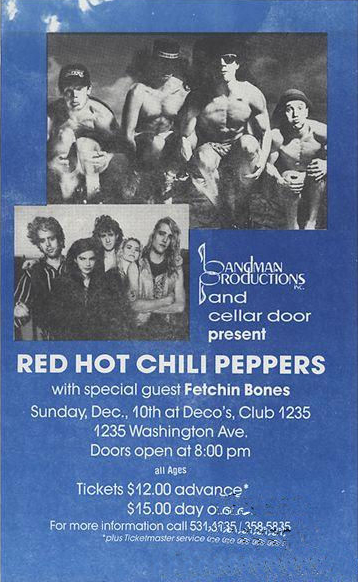 BANDMAN
PRODUCTIONS
INC.
and
cellar door
present
RED HOT CHILI PEPPERS
with special guest Fetchin Bones
Sunday, Dec., 10th at Deco's, Club 1235
1235 Washington Ave.
Doors open at 8:00 pm
all Ages
Tickets $12.00 advance*
$15.00 day
For more information call
*plus Ticketmaster service